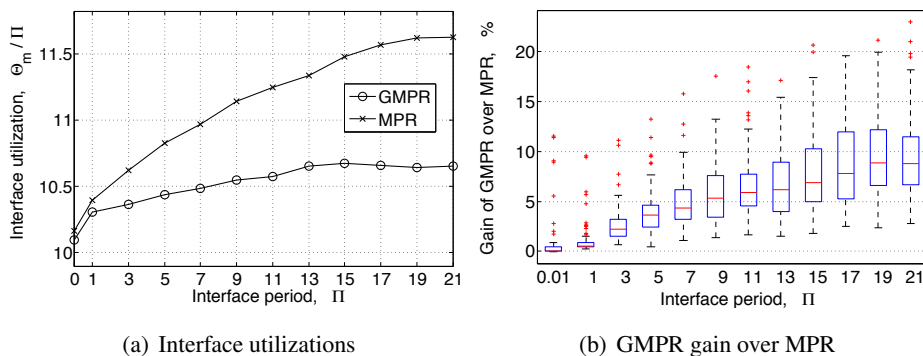 Interface utilization, Θm / Π
11.5
11
10.5
10
GMPR
MPR
0 1 3 5 7 9 11 13 15 17 19 21
Interface period, Π
(a) Interface utilizations
Gain of GMPR over MPR, %
20
15
10
5
0
0.01 1 3 5 7 9 11 13 15 17 19 21
Interface period, Π
(b) GMPR gain over MPR